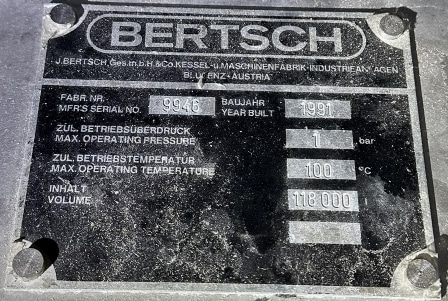 BERTSCH
J. BERTSCH, Ges.m.b.H.&Co. KESSEL-u. MASCHINENFABRIK-INDUSTRIEANLAGEN
BLUDENZ-AUSTRIA
FABR. NR. 9946 BAUJAHR 1991
MFR'S SERIAL NO. YEAR BUILT
ZUL. BETRIEBSÜBERDRUCK 1 bar
MAX. OPERATING PRESSURE
ZUL. BETRIEBSTEMPERATUR 100 °C
MAX. OPERATING TEMPERATURE
INHALT 118 000 l
VOLUME